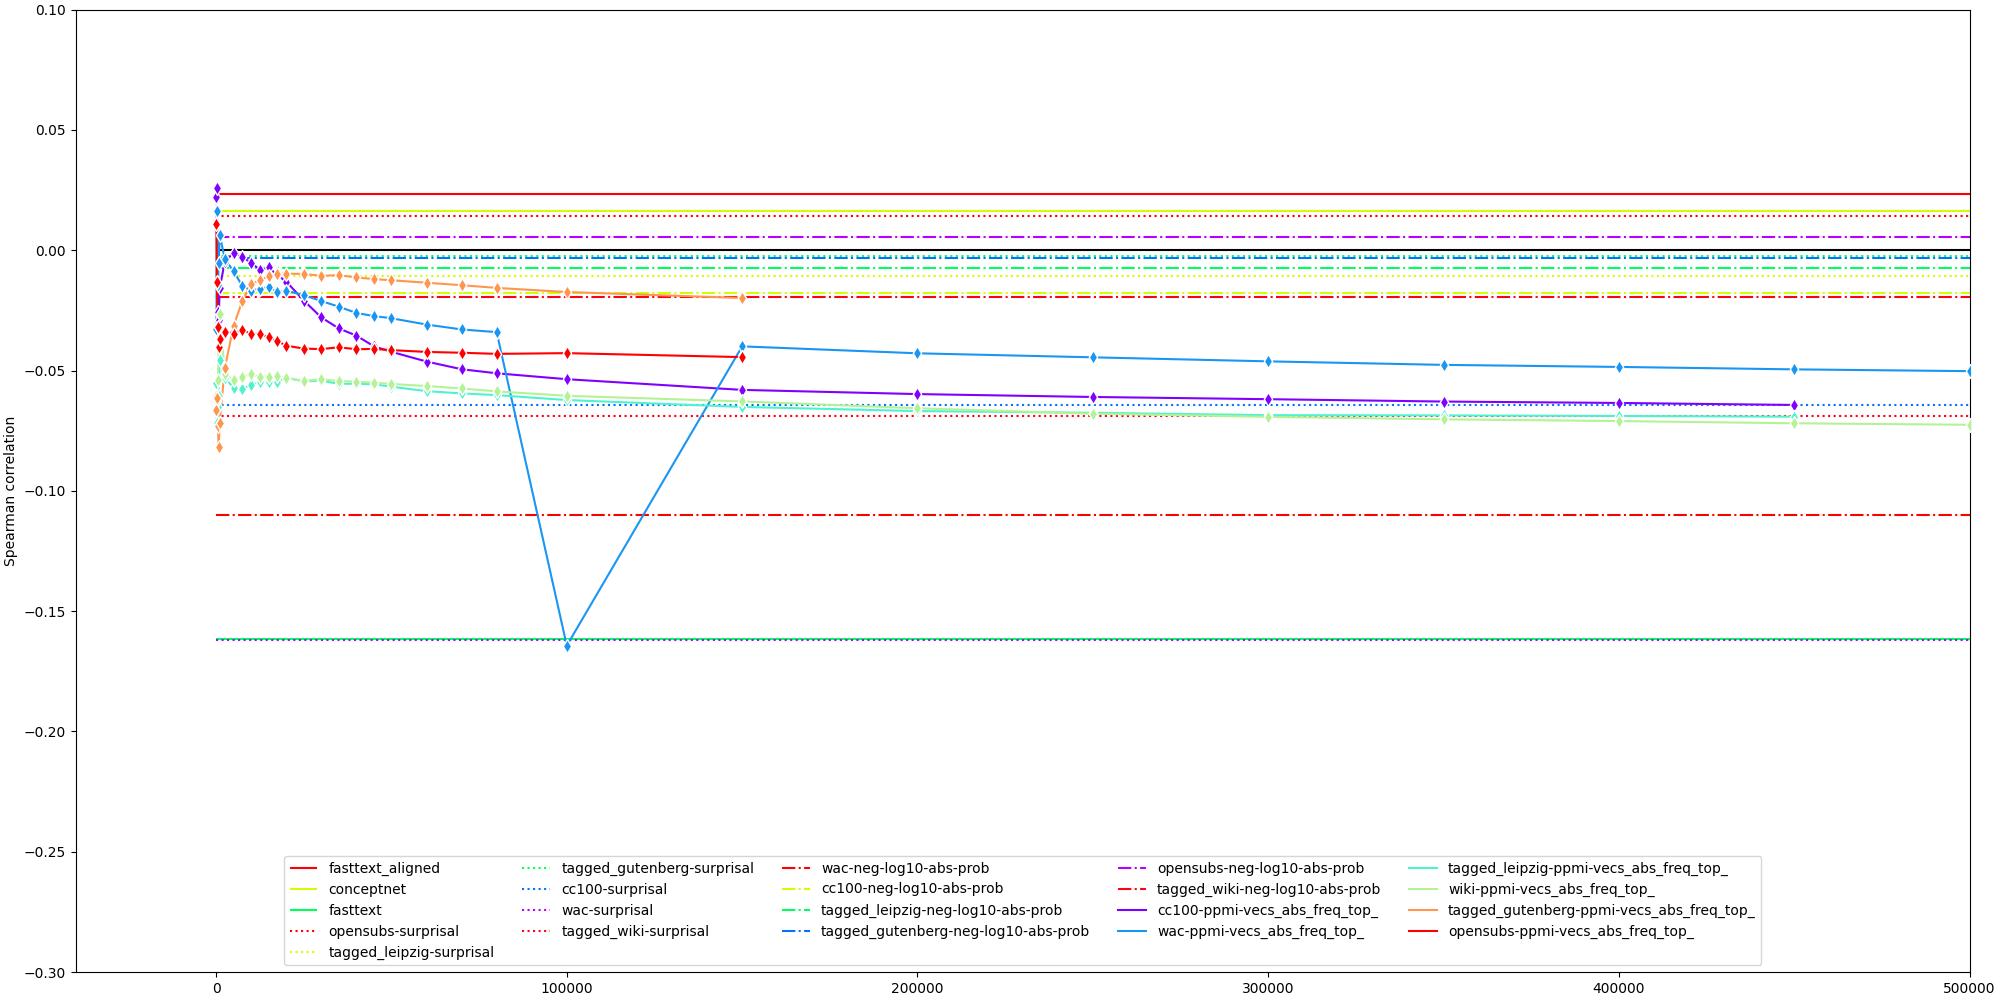 0.10
0.05
0.00
−0.05
−0.10
−0.15
−0.20
−0.25
−0.30
Spearman correlation
0
100000
200000
300000
400000
500000
fasttext_aligned
conceptnet
fasttext
opensubs-surprisal
tagged_leipzig-surprisal
tagged_gutenberg-surprisal
cc100-surprisal
wac-surprisal
tagged_wiki-surprisal
wac-neg-log10-abs-prob
cc100-neg-log10-abs-prob
tagged_leipzig-neg-log10-abs-prob
tagged_gutenberg-neg-log10-abs-prob
opensubs-neg-log10-abs-prob
tagged_wiki-neg-log10-abs-prob
cc100-ppmi-vecs_abs_freq_top_
wac-ppmi-vecs_abs_freq_top_
tagged_leipzig-ppmi-vecs_abs_freq_top_
wiki-ppmi-vecs_abs_freq_top_
tagged_gutenberg-ppmi-vecs_abs_freq_top_
opensubs-ppmi-vecs_abs_freq_top_